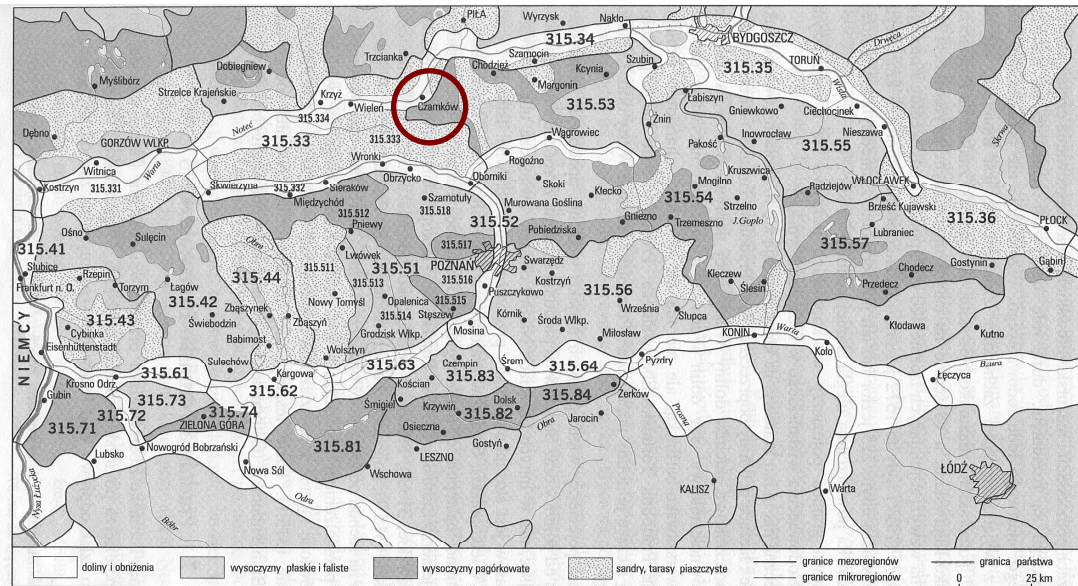 PIŁA
Wyrzysk
Nakło
315.34
BYDGOSZCZ
Drwęca
Trzcianka
Szamocin
Chodzież
Szubin
Dobiegniew
Kcynia
315.35
TORUŃ
Myślibórz
Margonin
Wisła
Strzelce Krajeńskie
Krzyż
Wieleń
Czarnków
315.53
Łabiszyn
Gniewkowo
Ciechocinek
315.334
Żnin
Noteć
Dębno
GORZÓW WLKP.
315.33
315.333
Wągrowiec
Inowrocław
Nieszawa
Skrwa
Pakość
315.55
Wronki
Rogoźno
Witnica
Warta
Obrzycko
Oborniki
Kruszwica
Kostrzyn
315.331
Skwierzyna
315.332
Sieraków
Skoki
Kłecko
Mogilno
Radziejów
WŁOCŁAWEK
Międzychód
Szamotuły
315.54
Strzelno
Brześć Kujawski
315.518
Murowana Goślina
315.36
315.512
Pniewy
315.52
Gniezno
Trzemeszno
J.Gopło
Lubraniec
PŁOCK
Ośno
Sulęcin
Obra
Pobiedziska
315.41
315.517
315.57
Lwówek
POZNAŃ
Swarzędz
Gostynin
Gąbin
Słubice
Rzepin
315.44
315.511
315.51
Kleczew
Chodecz
Frankfurt n. O.
Torzym
Łagów
315.513
315.516
Kostrzyn
Ślesin
Przedecz
315.42
Nowy Tomyśl
Opalenica
315.515
Puszczykowo
315.56
Września
Zbąszynek
Świebodzin
Zbąszyń
315.514
Stęszew
Kórnik
Słupca
315.43
Grodzisk Wlkp.
Mosina
Środa Wlkp.
Kłodawa
Kutno
Cybinka
Babimost
Miłosław
KONIN
Warta
Eisenhüttenstadt
Wolsztyn
NIEMCY
Sulechów
315.63
Czempiń
Śrem
Pyzdry
Koło
315.61
Kargowa
315.83
315.64
Bzura
Krosno Odrz.
Kościan
Łęczyca
Gubin
315.73
315.62
Śmigiel
Krzywiń
Dolsk
315.84
Żerków
315.72
315.74
315.82
Jarocin
Prosna
315.71
ZIELONA GÓRA
Osieczna
Obra
315.81
Gostyń
Lubsko
Nowogród Bobrzański
LESZNO
Nowa Sól
Wschowa
ŁÓDŹ
Nysa Łużycka
Odra
KALISZ
Warta
Bóbr
doliny i obniżenia
wysoczyzny płaskie i faliste
wysoczyzny pagórkowate
sandry, tarasy piaszczyste
granice mezoregionów
granice mikroregionów
granica państwa
0 25 km